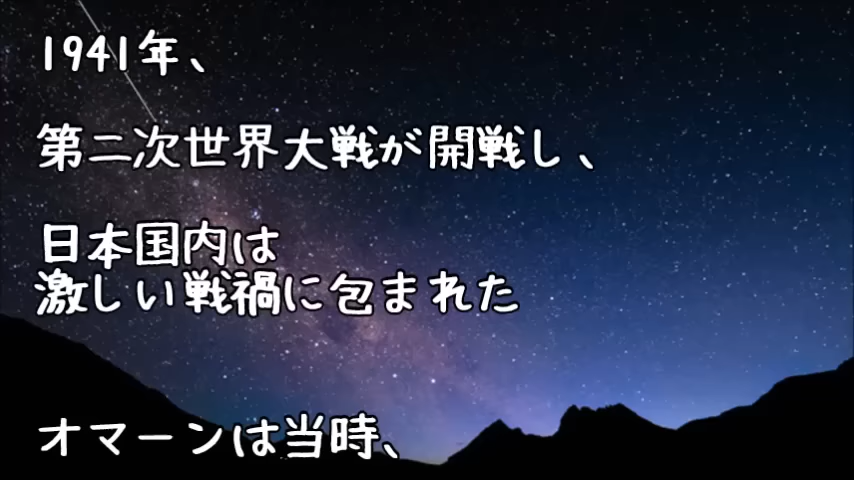 1941年、
第二次世界大戦が開戦し、
日本国内は
激しい戦禍に包まれた
オマーンは当時、